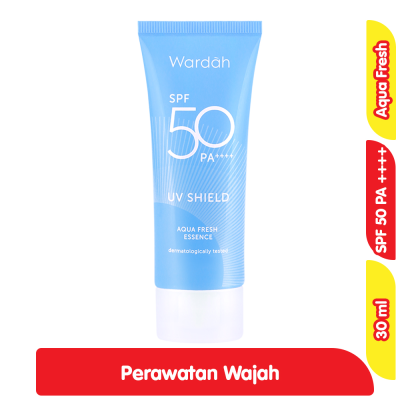 Wardah
SPF
50
PA++++
UV SHIELD
AQUA FRESH
ESSENCE
dermatologically tested
Aqua Fresh
SPF 50 PA ++++
30 ml
Perawatan Wajah